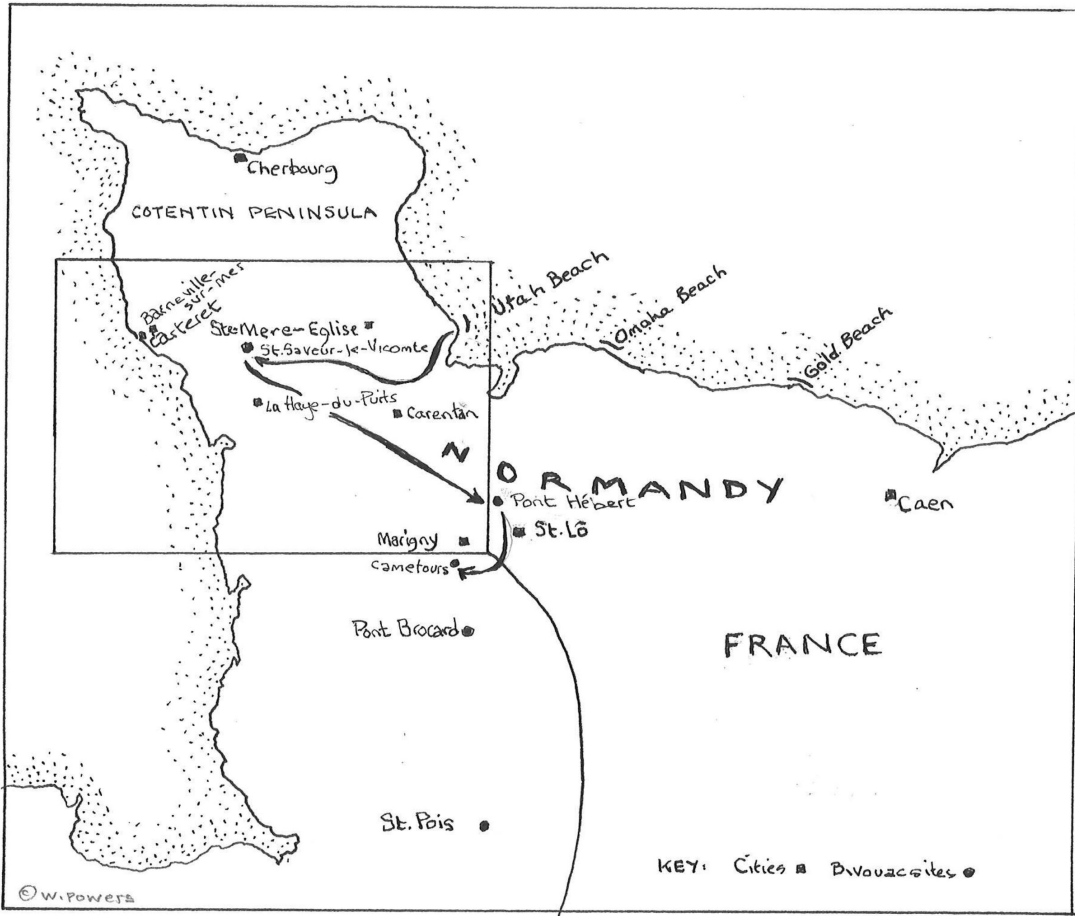 Cherbourg
COTENTIN PENINSULA
Barneville-
sur-mer
Carteret
Utah Beach
Omaha Beach
Gold Beach
Ste Mere-Eglise
St.Saveur-le-Vicomte
La Haye-du-Puits
Carentan
NORMANDY
Pont Hébert
Caen
St. Lô
Marigny
Cametours
Pont Brocard
FRANCE
St. Pois
KEY: Cities Bivouacsites
© W. Powers